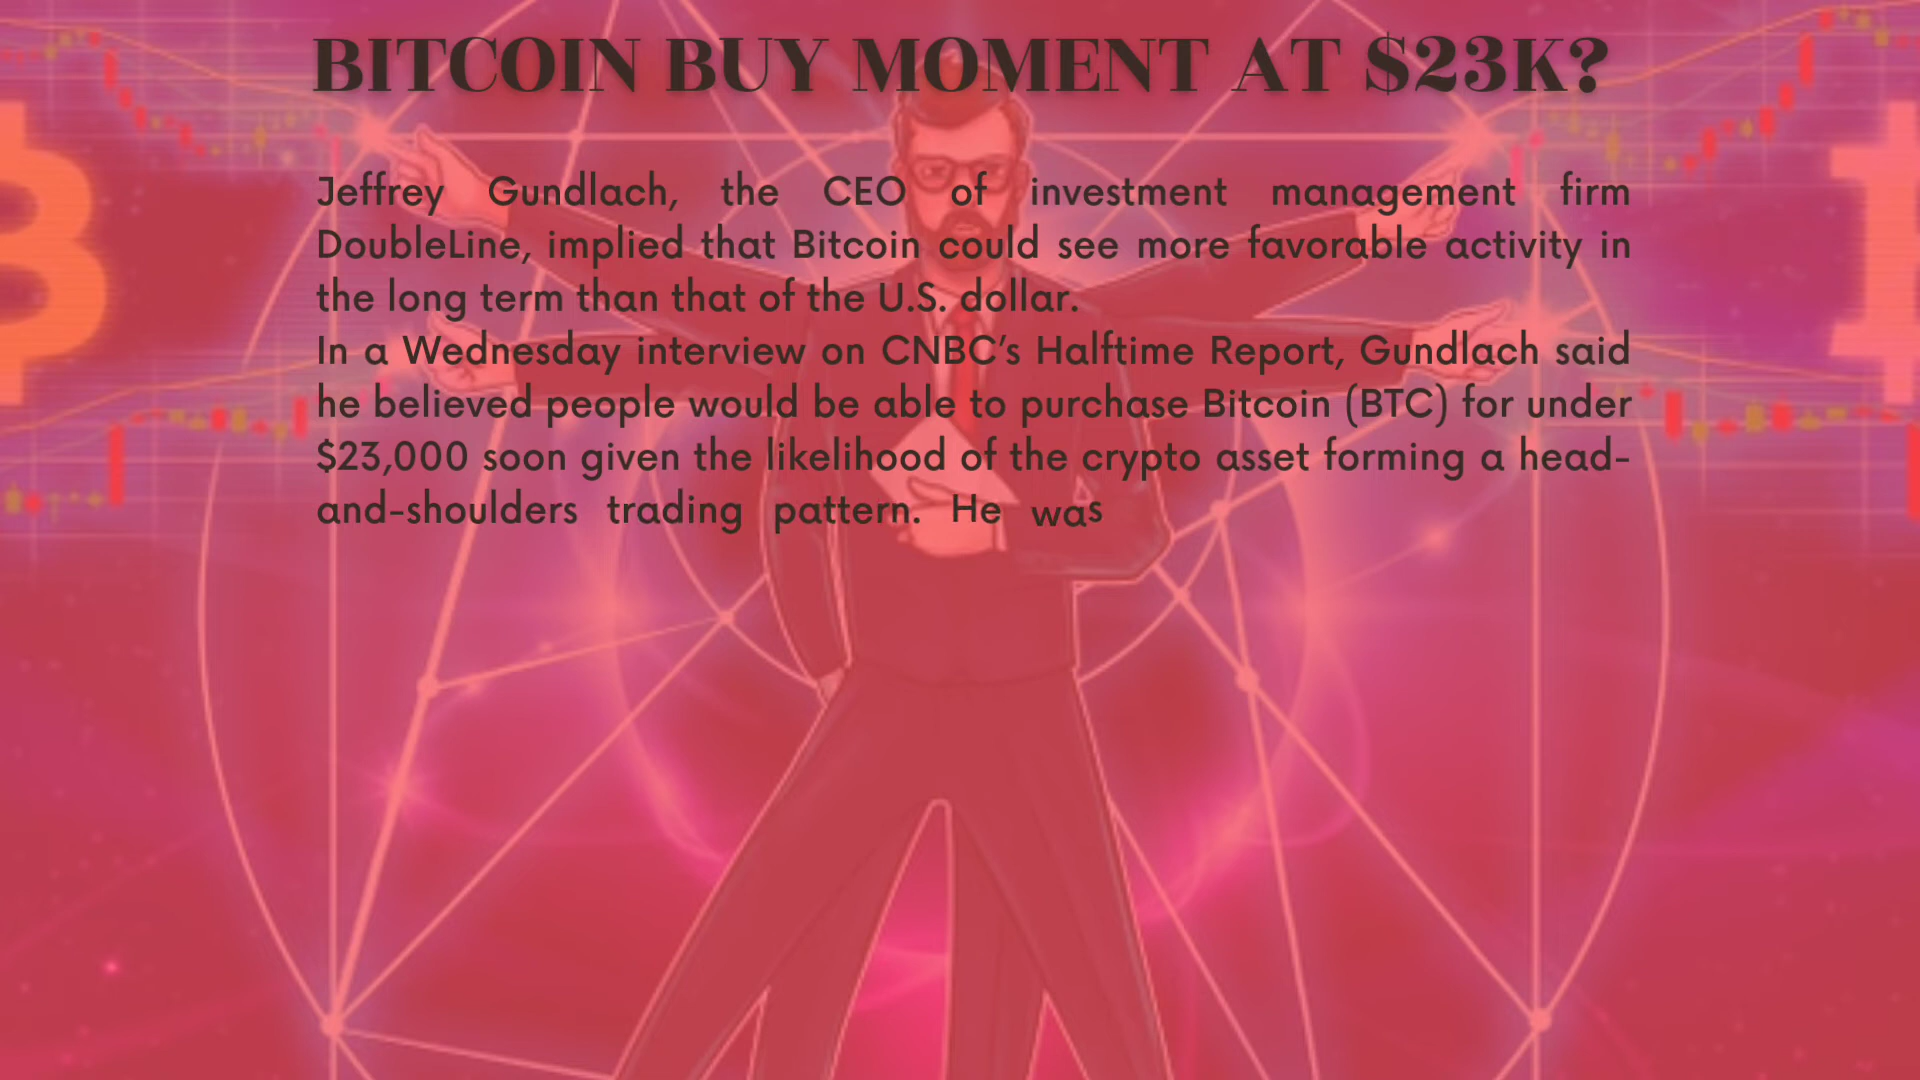 BITCOIN BUY MOMENT AT $23K?
Jeffrey Gundlach, the CEO of investment management firm
DoubleLine, implied that Bitcoin could see more favorable activity in
the long term than that of the U.S. dollar.
In a Wednesday interview on CNBC’s Halftime Report, Gundlach said
he believed people would be able to purchase Bitcoin (BTC) for under
$23,000 soon given the likelihood of the crypto asset forming a head-
and-shoulders trading pattern. He was